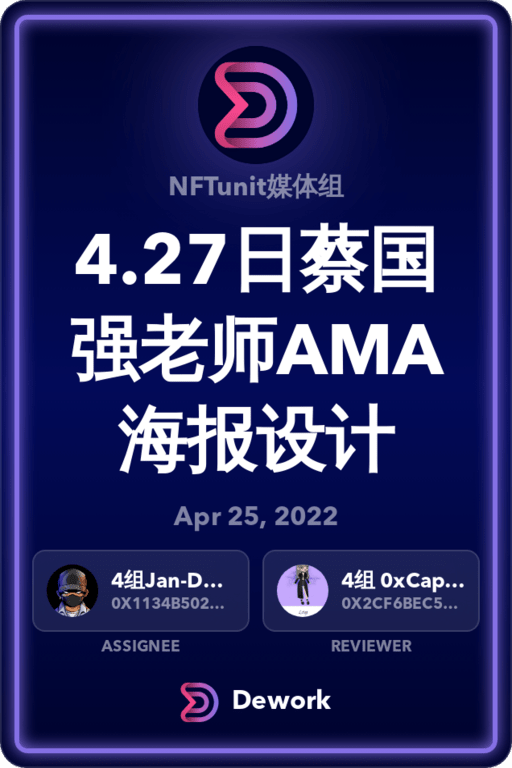 NFTunit媒体组
4.27日蔡国
强老师AMA
海报设计
Apr 25, 2022
4组Jan-D...
0X1134B502...
4组 0xCap...
0X2CF6BEC5...
ASSIGNEE
REVIEWER
Dework